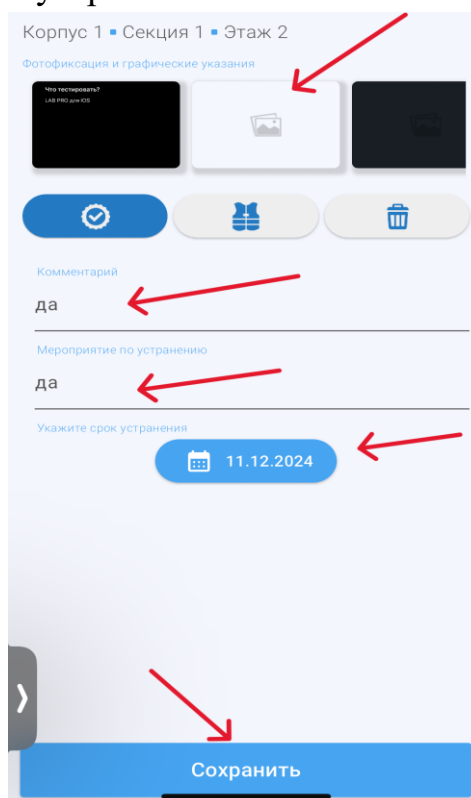 Корпус 1 ▪ Секция 1 ▪ Этаж 2
Фотофиксация и графические указания
Что тестировать?
LAB PRO для iOS
Комментарий
да
Мероприятие по устранению
да
Укажите срок устранения
11.12.2024
Сохранить